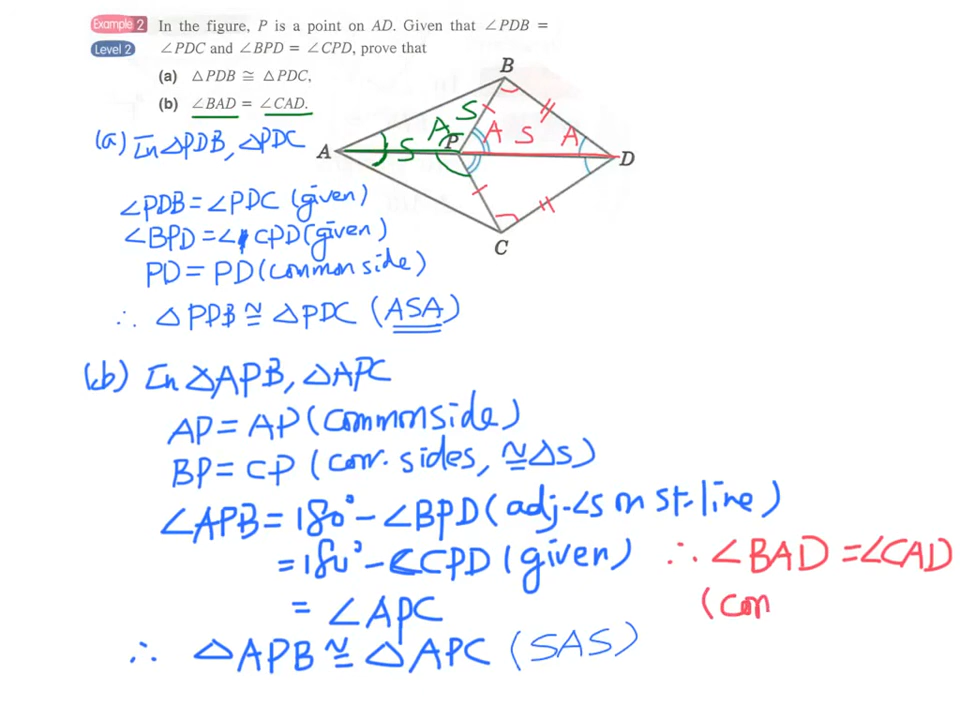 Example 2 In the figure, P is a point on AD. Given that ∠PDB =
Level 2 ∠PDC and ∠BPD = ∠CPD, prove that
(a) △PDB ≅ △PDC,
(b) ∠BAD = ∠CAD.
B
A
P
D
C
S
A
S
A S A
(a) In △PDB, △PDC
∠PDB = ∠PDC (given)
∠BPD = ∠CPD (given)
PD = PD (common side)
∴ △PDB ≅ △PDC (ASA)
(b) In △APB, △APC
AP = AP (common side)
BP = CP (corr. sides, ≅△s)
∠APB = 180° − ∠BPD (adj. ∠s on st. line)
= 180° − ∠CPD (given)
= ∠APC
∴ △APB ≅ △APC (SAS)
∴ ∠BAD = ∠CAD
(corr